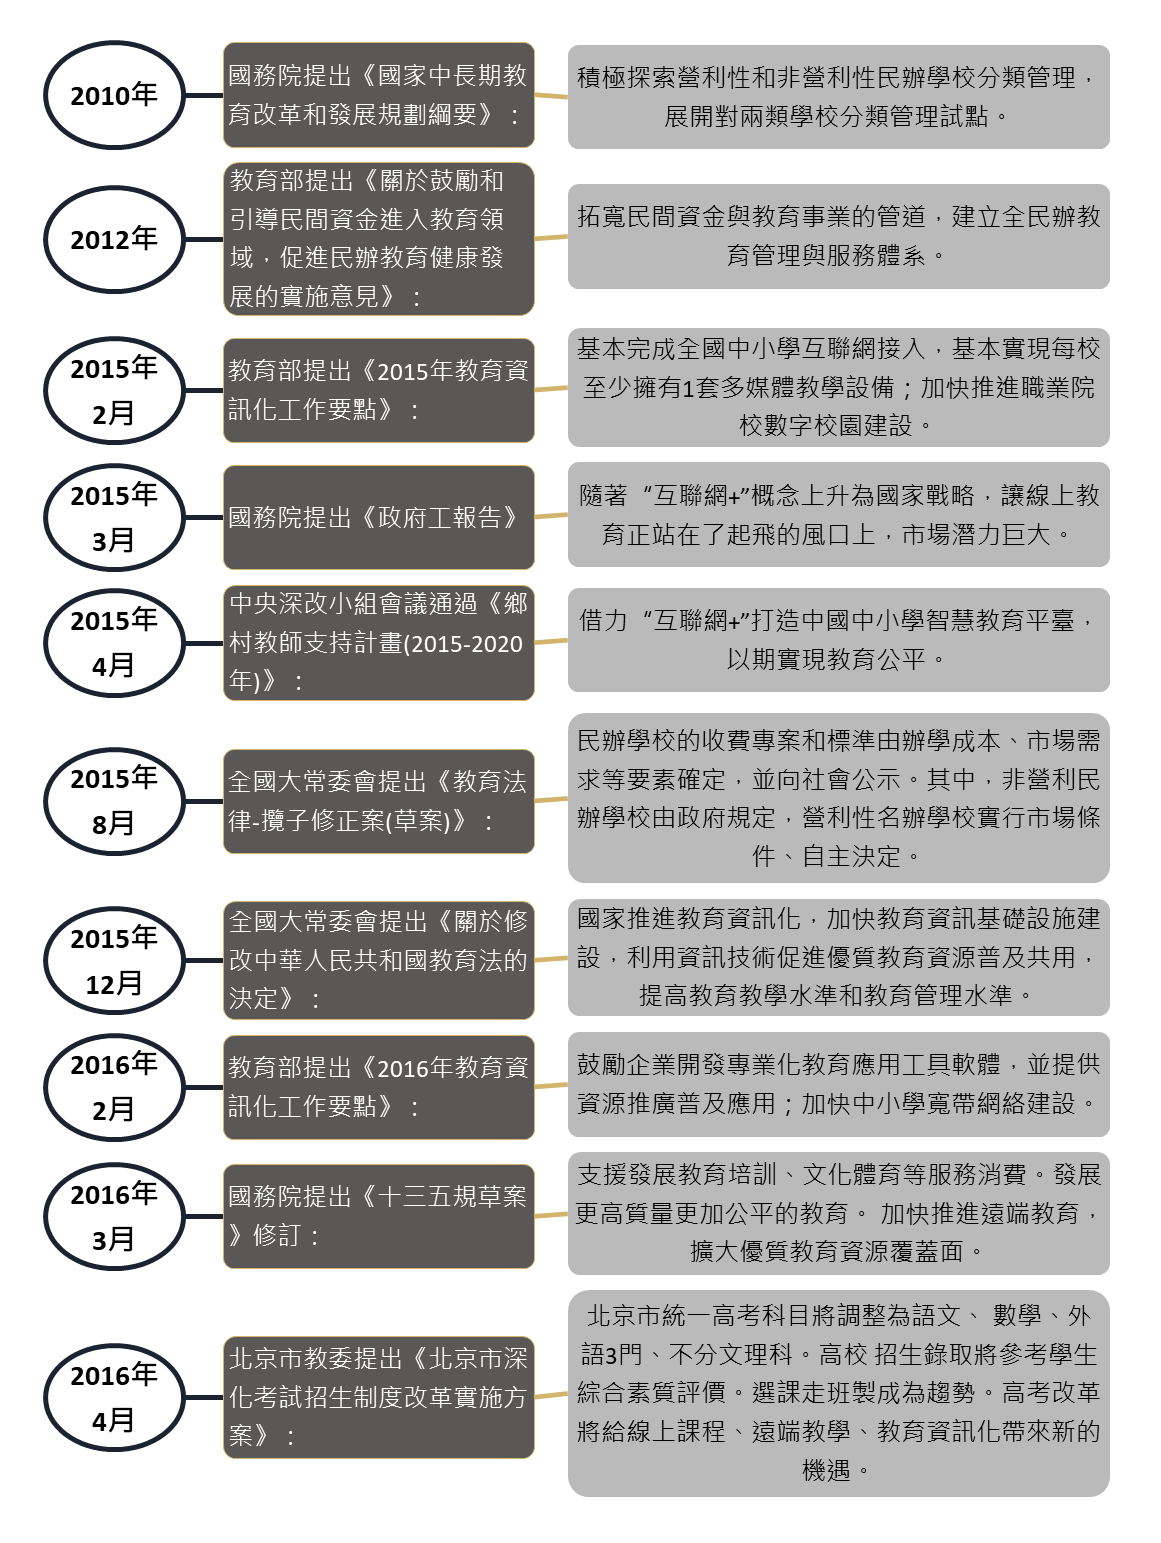 2010年
國務院提出《國家中長期教
育改革和發展規劃綱要》：
積極探索營利性和非營利性民辦學校分類管理，
展開對兩類學校分類管理試點。
2012年
教育部提出《關於鼓勵和
引導民間資金進入教育領
域，促進民辦教育健康發
展的實施意見》：
拓寬民間資金與教育事業的管道，建立全民辦教
育管理與服務體系。
2015年
2月
教育部提出《2015年教育資
訊化工作要點》：
基本完成全國中小學互聯網接入，基本實現每校
至少擁有1套多媒體教學設備；加快推進職業院
校數字校園建設。
2015年
3月
國務院提出《政府工報告》
隨著“互聯網+”概念上升為國家戰略，讓線上教
育正站在了起飛的風口上，市場潛力巨大。
2015年
4月
中央深改小組會議通過《鄉
村教師支持計畫(2015-2020
年)》：
借力“互聯網+”打造中國中小學智慧教育平臺，
以期實現教育公平。
2015年
8月
全國大常委會提出《教育法
律-攬子修正案(草案)》：
民辦學校的收費專案和標準由辦學成本、市場需
求等要素確定，並向社會公示。其中，非營利民
辦學校由政府規定，營利性名辦學校實行市場條
件、自主決定。
2015年
12月
全國大常委會提出《關於修
改中華人民共和國教育法的
決定》：
國家推進教育資訊化，加快教育資訊基礎設施建
設，利用資訊技術促進優質教育資源普及共用，
提高教育教學水準和教育管理水準。
2016年
2月
教育部提出《2016年教育資
訊化工作要點》：
鼓勵企業開發專業化教育應用工具軟體，並提供
資源推廣普及應用；加快中小學寬帶網絡建設。
2016年
3月
國務院提出《十三五規草案
》修訂：
支援發展教育培訓、文化體育等服務消費。發展
更高質量更加公平的教育。 加快推進遠端教育，
擴大優質教育資源覆蓋面。
2016年
4月
北京市教委提出《北京市深
化考試招生制度改革實施方
案》：
北京市統一高考科目將調整為語文、 數學、外
語3門、不分文理科。高校 招生錄取將參考學生
綜合素質評價。選課走班製成為趨勢。高考改革
將給線上課程、遠端教學、教育資訊化帶來新的
機遇。